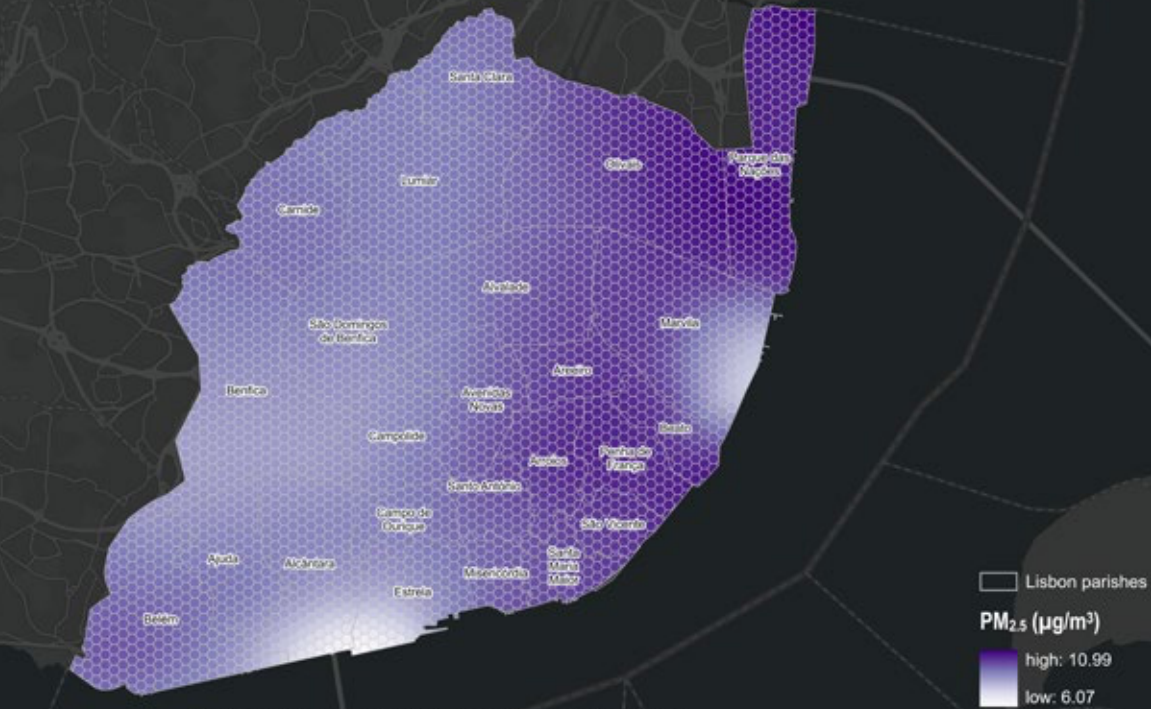 Santa Clara
Olivais
Parque das
Nações
Lumiar
Carnide
Alvalade
São Domingos
de Benfica
Marvila
Areeiro
Benfica
Avenidas
Novas
Campolide
Beato
Arroios
Penha de
França
Santo António
Campo de
Ourique
São Vicente
Ajuda
Alcântara
Santa
Maria
Maior
Misericórdia
Estrela
Belém
Lisbon parishes
PM2.5 (µg/m³)
high: 10.99
low: 6.07